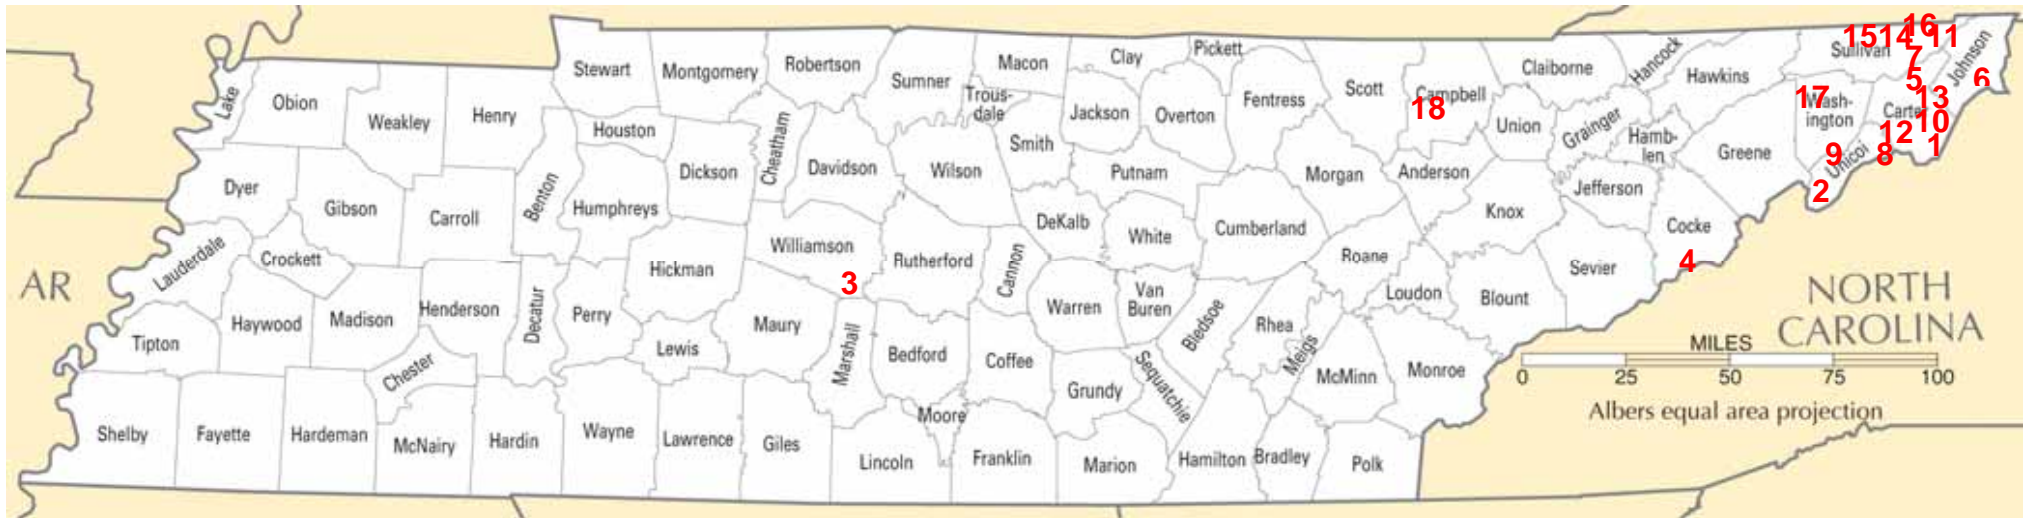 16
15 14 11
Pickett
Clay
Macon
Robertson
Stewart
Montgomery
Sumner
Sullivan
Hancock
Johnson
7
Claiborne
Hawkins
5
6
Lake
Obion
Henry
Weakley
Houston
Cheatham
Trous-
dale
Jackson
Overton
Fentress
Scott
Campbell
18
Union
Grainger
Hamb-
len
17
Wash-
ington
Carter
13
10
12
1
9
8
Unicoi
2
Greene
Dyer
Gibson
Carroll
Benton
Humphreys
Dickson
Davidson
Wilson
Smith
Putnam
Morgan
Anderson
Knox
Jefferson
Cocke
4
Lauderdale
Crockett
Hickman
Williamson
3
Rutherford
Cannon
DeKalb
White
Cumberland
Roane
Loudon
Blount
Sevier
AR
Tipton
Haywood
Madison
Henderson
Decatur
Perry
Lewis
Maury
Marshall
Bedford
Coffee
Warren
Van
Buren
Bledsoe
Rhea
Meigs
McMinn
Monroe
NORTH
CAROLINA
MILES
0 25 50 75 100
Albers equal area projection
Chester
Grundy
Sequatchie
Shelby
Fayette
Hardeman
McNairy
Hardin
Wayne
Lawrence
Giles
Lincoln
Moore
Franklin
Marion
Hamilton
Bradley
Polk